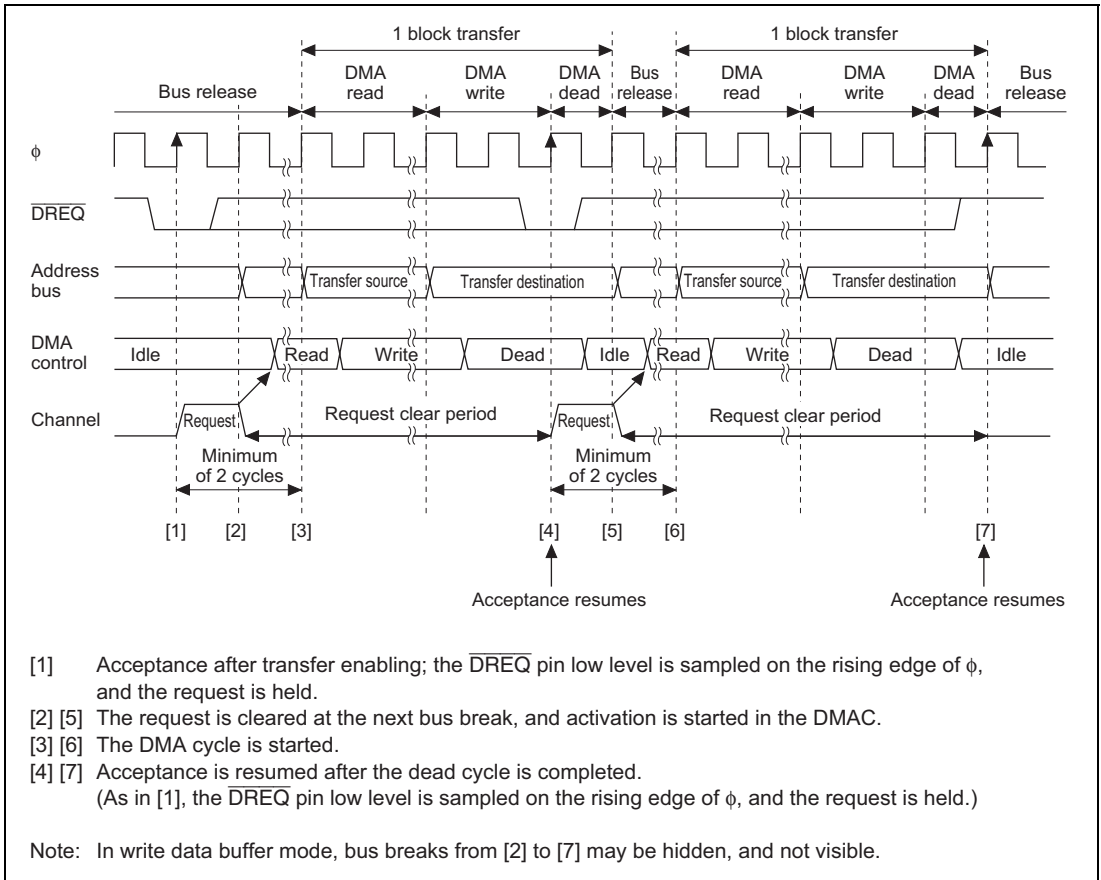 1 block transfer 1 block transfer
Bus release DMA read DMA write DMA dead Bus release DMA read DMA write DMA dead Bus release
ϕ
D̅R̅E̅Q̅
Address bus Transfer source Transfer destination Transfer source Transfer destination
DMA control Idle Read Write Dead Idle Read Write Dead Idle
Channel Request Request clear period Request Request clear period
Minimum of 2 cycles Minimum of 2 cycles
[1] [2] [3] [4] [5] [6] [7]
Acceptance resumes Acceptance resumes
[1] Acceptance after transfer enabling; the D̅R̅E̅Q̅ pin low level is sampled on the rising edge of ϕ,
and the request is held.
[2] [5] The request is cleared at the next bus break, and activation is started in the DMAC.
[3] [6] The DMA cycle is started.
[4] [7] Acceptance is resumed after the dead cycle is completed.
(As in [1], the D̅R̅E̅Q̅ pin low level is sampled on the rising edge of ϕ, and the request is held.)
Note: In write data buffer mode, bus breaks from [2] to [7] may be hidden, and not visible.